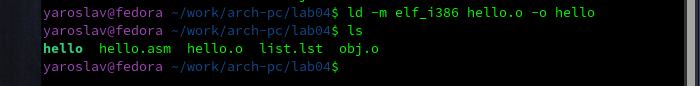 yaroslav@fedora ~/work/arch-pc/lab04$ ld -m elf_i386 hello.o -o hello
yaroslav@fedora ~/work/arch-pc/lab04$ ls
hello  hello.asm  hello.o  list.lst  obj.o
yaroslav@fedora ~/work/arch-pc/lab04$